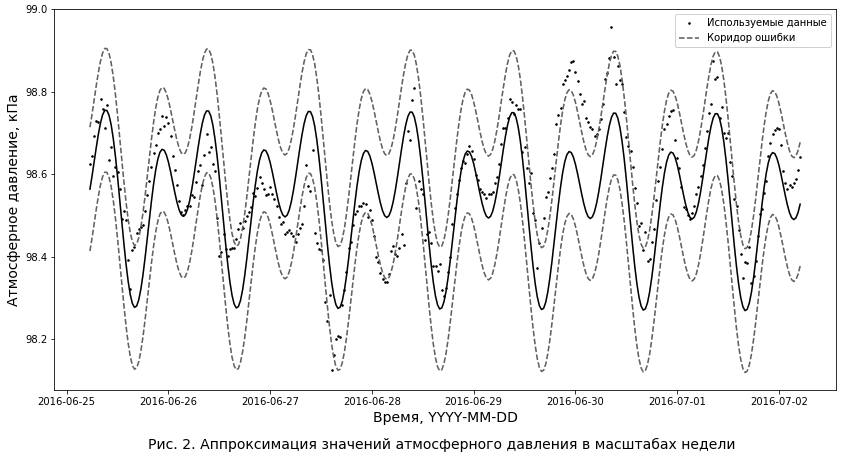 99.0
98.8
98.6
98.4
98.2
Атмосферное давление, кПа
Используемые данные
Коридор ошибки
2016-06-25 2016-06-26 2016-06-27 2016-06-28 2016-06-29 2016-06-30 2016-07-01 2016-07-02
Время, YYYY-MM-DD
Рис. 2. Аппроксимация значений атмосферного давления в масштабах недели